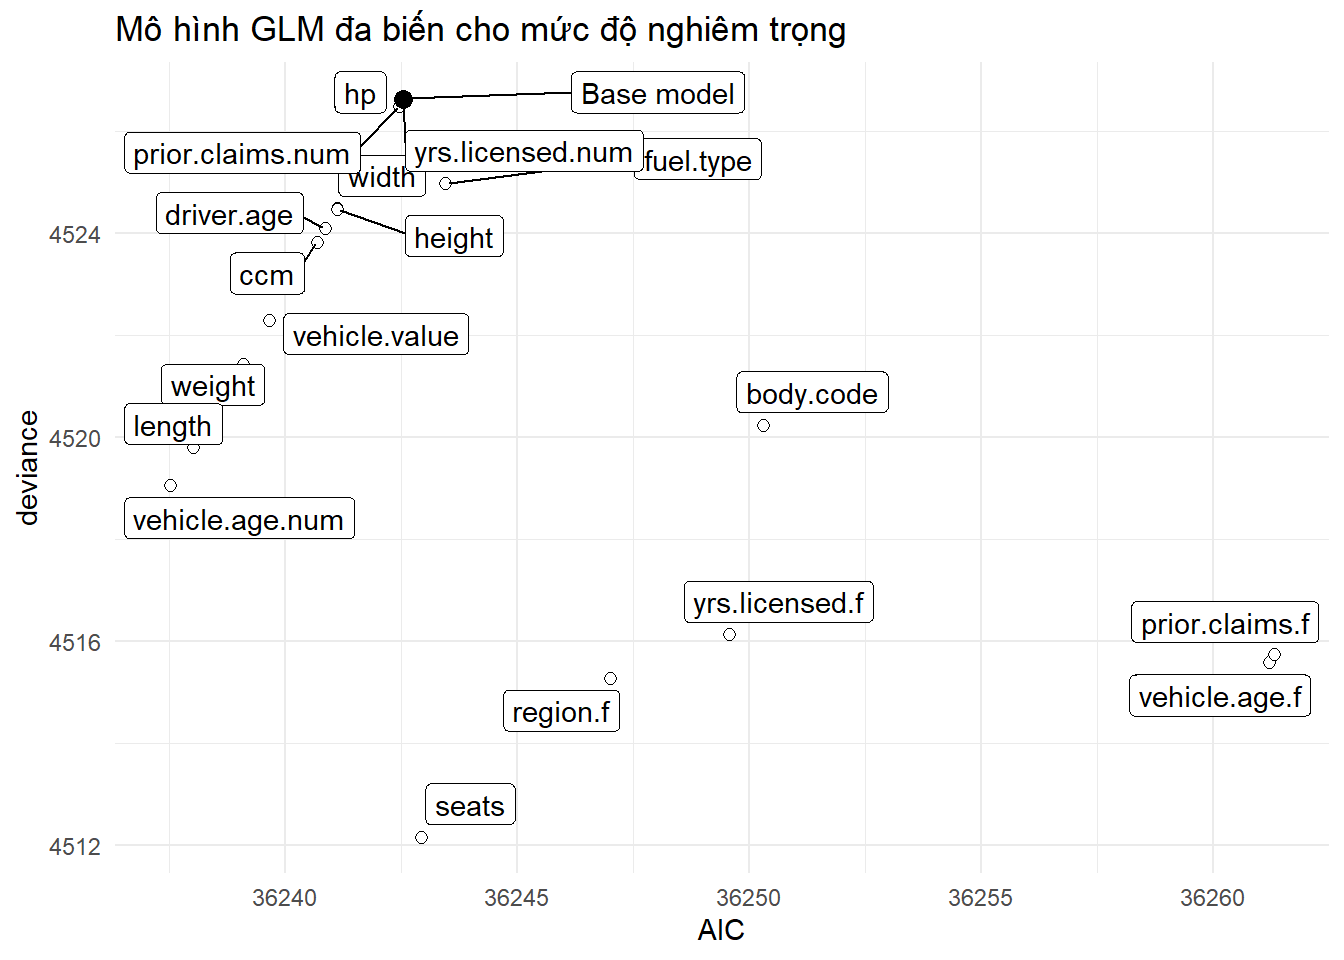 Mô hình GLM đa biến cho mức độ nghiêm trọng
hp
Base model
prior.claims.num
yrs.licensed.num
fuel.type
width
driver.age
height
ccm
vehicle.value
weight
length
body.code
vehicle.age.num
yrs.licensed.f
prior.claims.f
vehicle.age.f
region.f
seats
4524
4520
4516
4512
deviance
36240
36245
36250
36255
36260
AIC